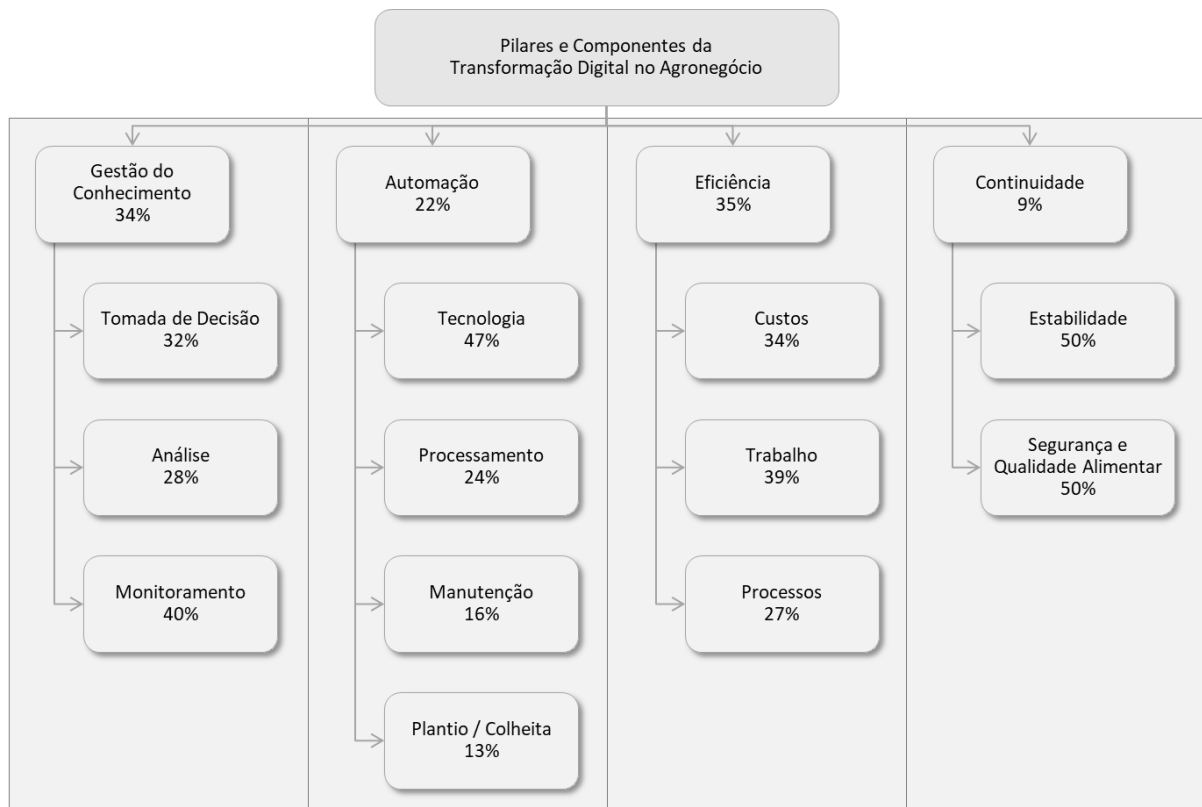 Pilares e Componentes da
Transformação Digital no Agronegócio
Gestão do
Conhecimento
34%
Tomada de Decisão
32%
Análise
28%
Monitoramento
40%
Automação
22%
Tecnologia
47%
Processamento
24%
Manutenção
16%
Plantio / Colheita
13%
Eficiência
35%
Custos
34%
Trabalho
39%
Processos
27%
Continuidade
9%
Estabilidade
50%
Segurança e
Qualidade Alimentar
50%